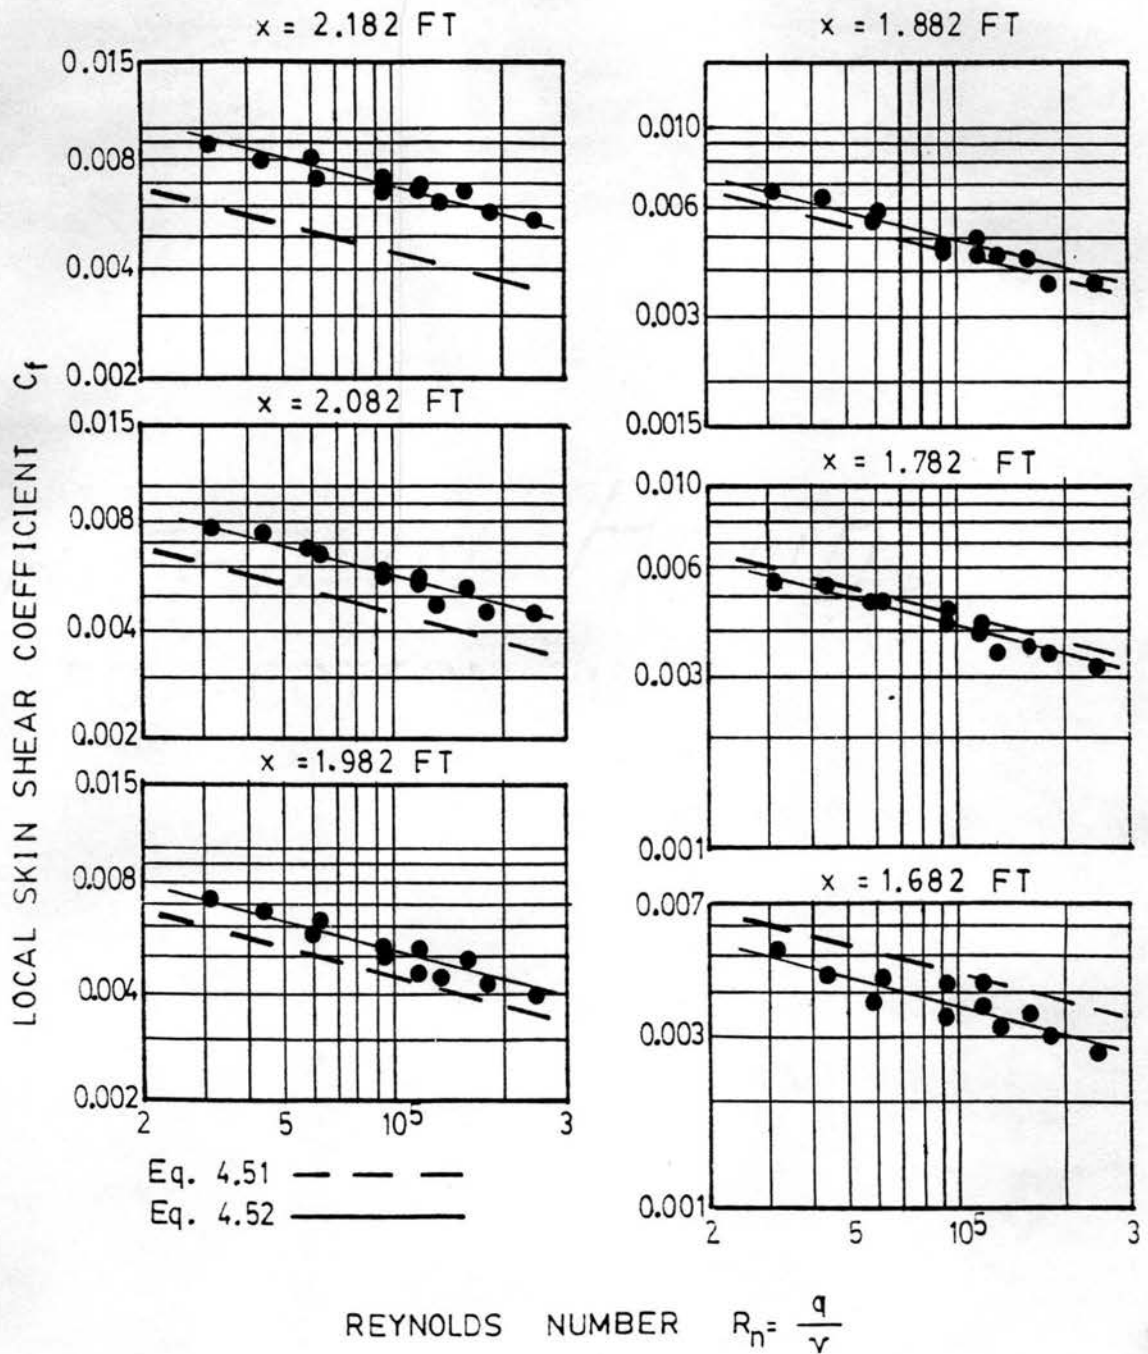 x = 2.182 FT
0.015
0.008
0.004
0.002
x = 2.082 FT
0.015
0.008
0.004
0.002
x = 1.982 FT
0.015
0.008
0.004
0.002
2 5 10⁵ 3
x = 1.882 FT
0.010
0.006
0.003
0.0015
x = 1.782 FT
0.010
0.006
0.003
0.001
x = 1.682 FT
0.007
0.003
0.001
2 5 10⁵ 3
LOCAL SKIN SHEAR COEFFICIENT Cf
Eq. 4.51
Eq. 4.52
REYNOLDS NUMBER Rn = q/ν